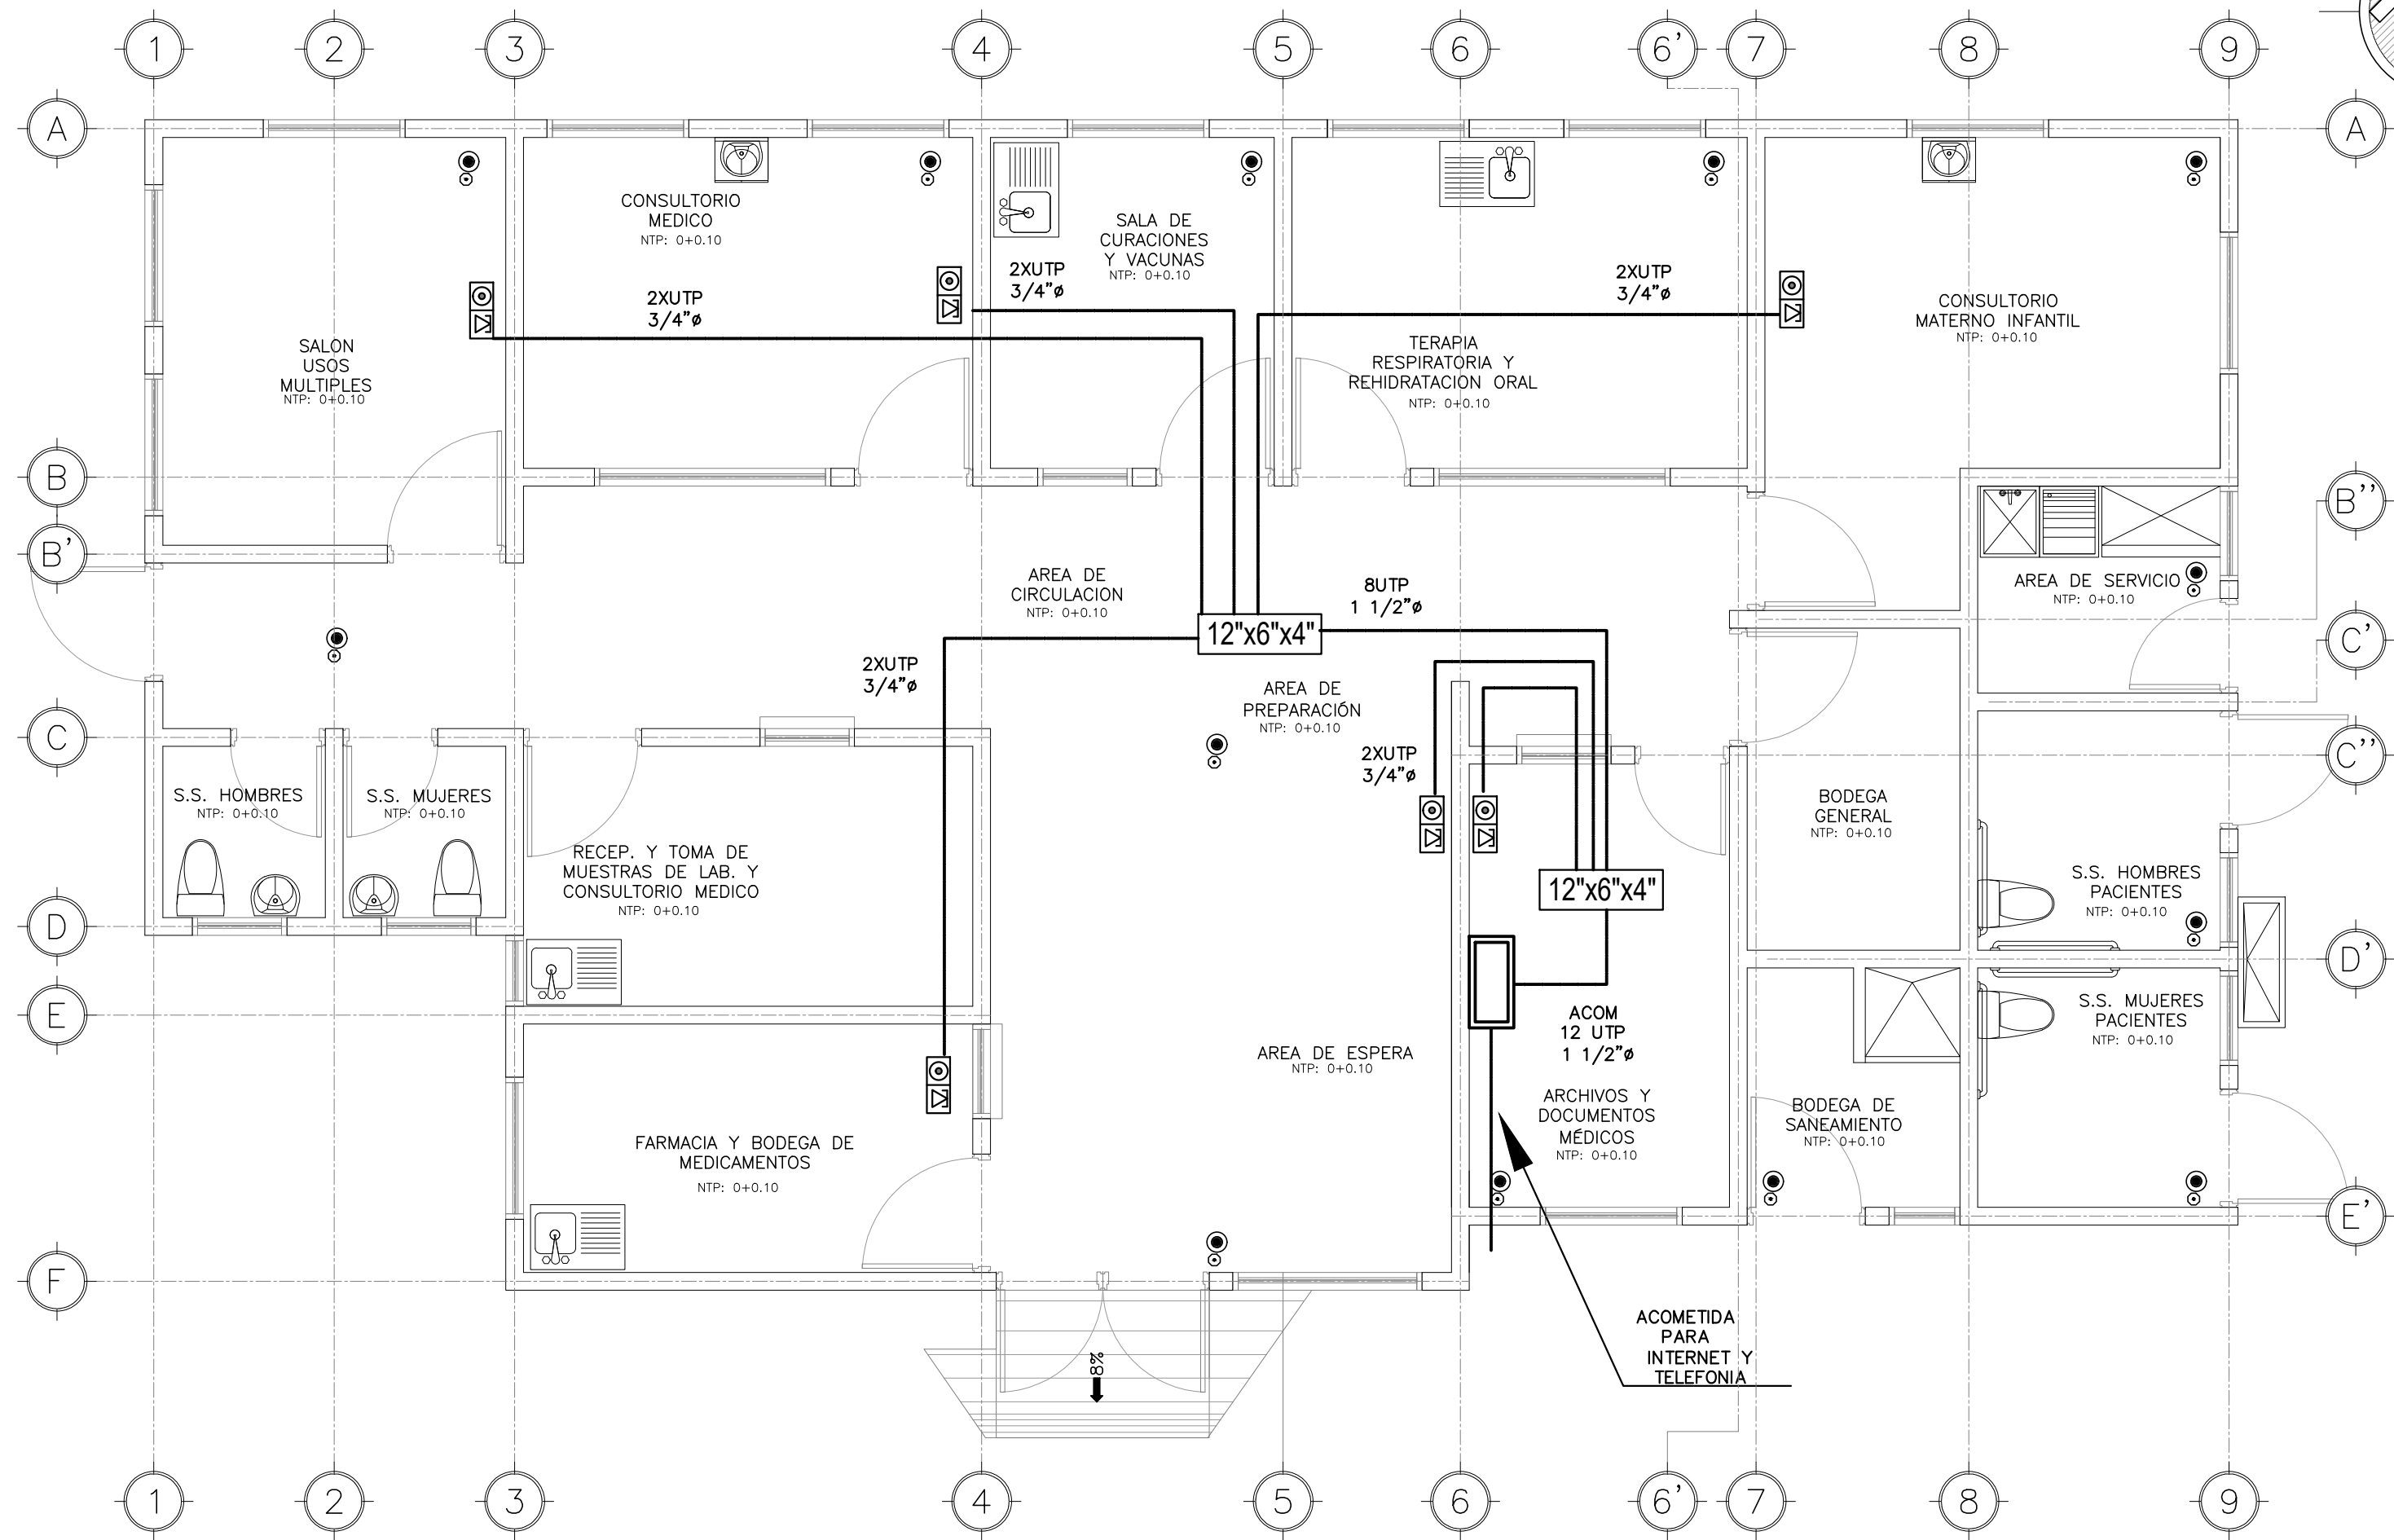 1 2 3 4 5 6 6' 7 8 9
A A
CONSULTORIO
MEDICO
NTP: 0+0.10
SALA DE
CURACIONES
Y VACUNAS
NTP: 0+0.10
2XUTP
3/4"ø
2XUTP
3/4"ø
2XUTP
3/4"ø
CONSULTORIO
MATERNO INFANTIL
NTP: 0+0.10
SALON
USOS
MULTIPLES
NTP: 0+0.10
TERAPIA
RESPIRATORIA Y
REHIDRATACION ORAL
NTP: 0+0.10
B B''
B'
AREA DE
CIRCULACION
NTP: 0+0.10
8UTP
1 1/2"ø
AREA DE SERVICIO
NTP: 0+0.10
12"x6"x4"
C'
2XUTP
3/4"ø
AREA DE
PREPARACIÓN
NTP: 0+0.10
C C''
2XUTP
3/4"ø
S.S. HOMBRES
NTP: 0+0.10
S.S. MUJERES
NTP: 0+0.10
BODEGA
GENERAL
NTP: 0+0.10
RECEP. Y TOMA DE
MUESTRAS DE LAB. Y
CONSULTORIO MEDICO
NTP: 0+0.10
12"x6"x4"
S.S. HOMBRES
PACIENTES
NTP: 0+0.10
D D'
E
S.S. MUJERES
PACIENTES
NTP: 0+0.10
ACOM
12 UTP
1 1/2"ø
AREA DE ESPERA
NTP: 0+0.10
ARCHIVOS Y
DOCUMENTOS
MÉDICOS
NTP: 0+0.10
BODEGA DE
SANEAMIENTO
NTP: 0+0.10
FARMACIA Y BODEGA DE
MEDICAMENTOS
NTP: 0+0.10
E'
F
ACOMETIDA
PARA
INTERNET Y
TELEFONIA
8%
1 2 3 4 5 6 6' 7 8 9